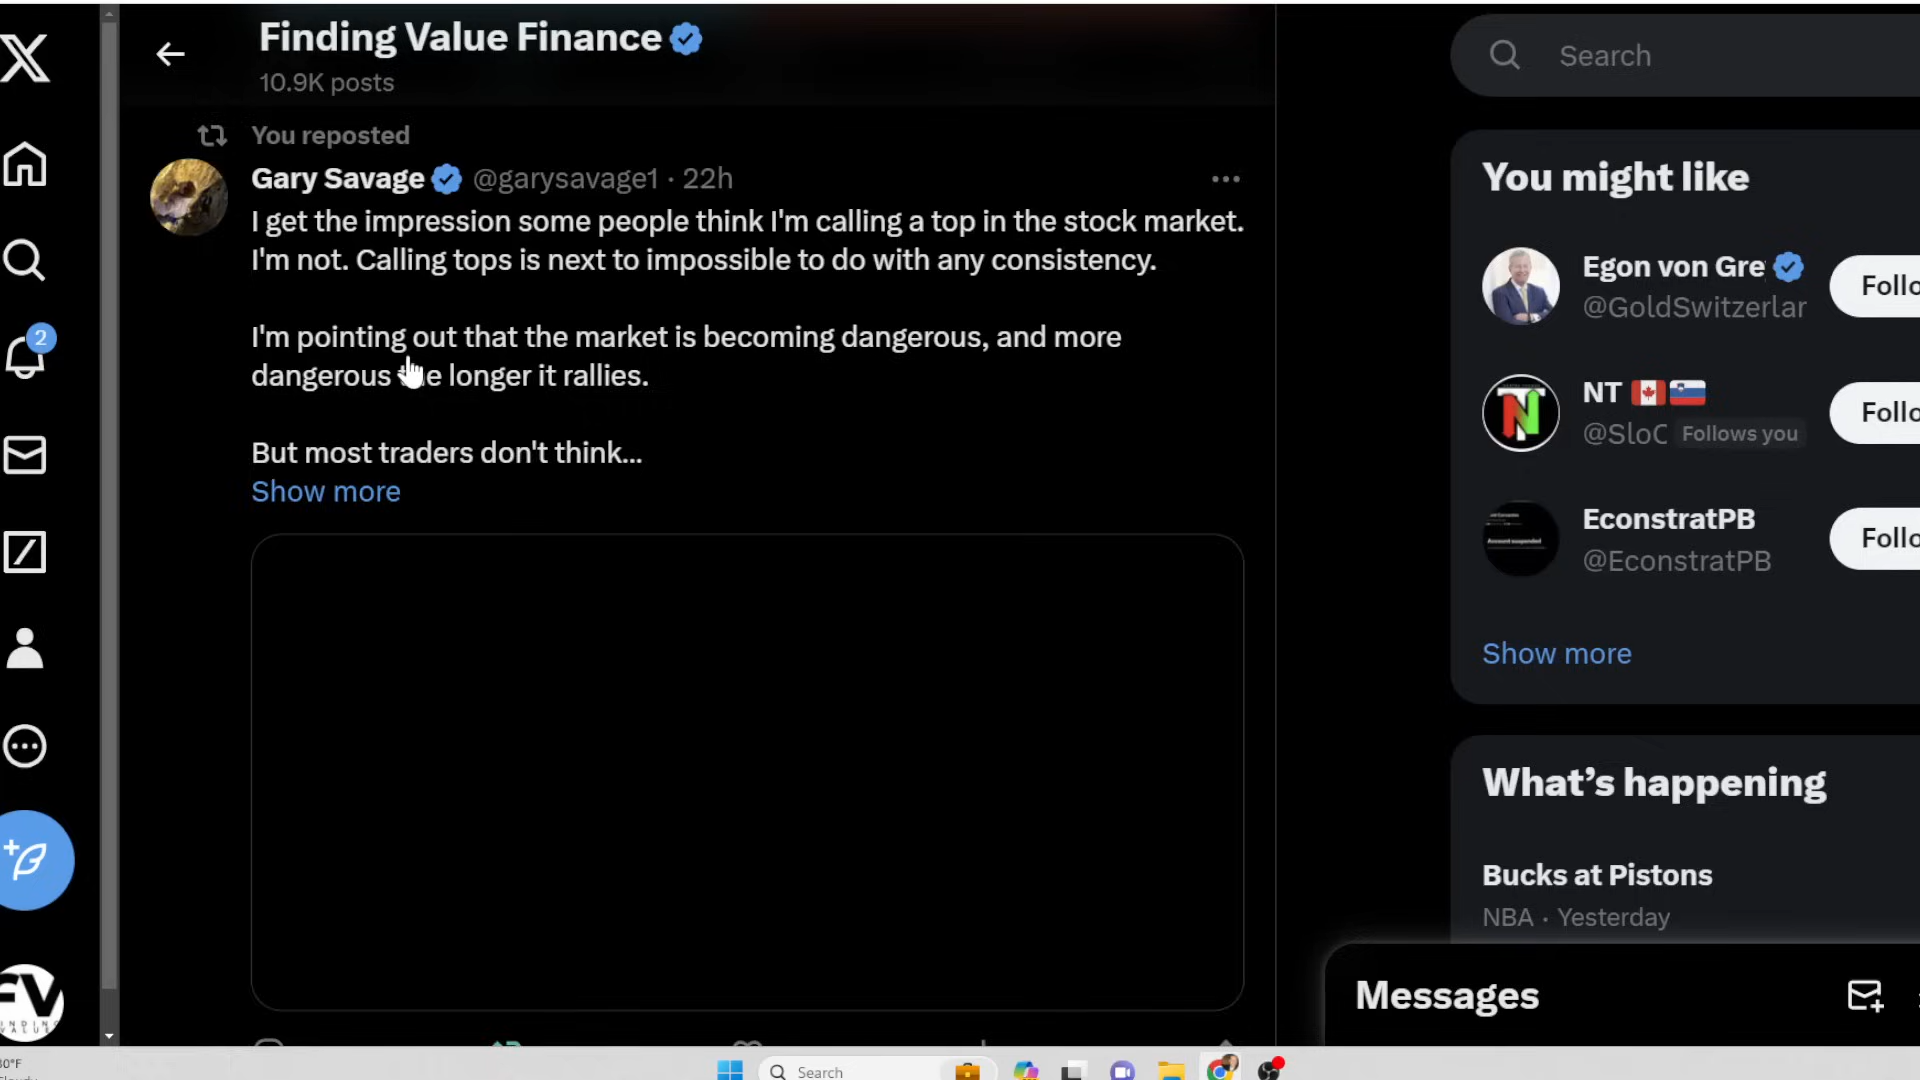 Finding Value Finance
10.9K posts
You reposted
Gary Savage @garysavage1 · 22h
I get the impression some people think I'm calling a top in the stock market.
I'm not. Calling tops is next to impossible to do with any consistency.
I'm pointing out that the market is becoming dangerous, and more
dangerous the longer it rallies.
But most traders don't think...
Show more
2
Search
You might like
Egon von Gre
@GoldSwitzerlar
Follo
NT
@SloC Follows you
Follo
EconstratPB
@EconstratPB
Follo
Show more
What's happening
Bucks at Pistons
NBA · Yesterday
Messages
FV
Search